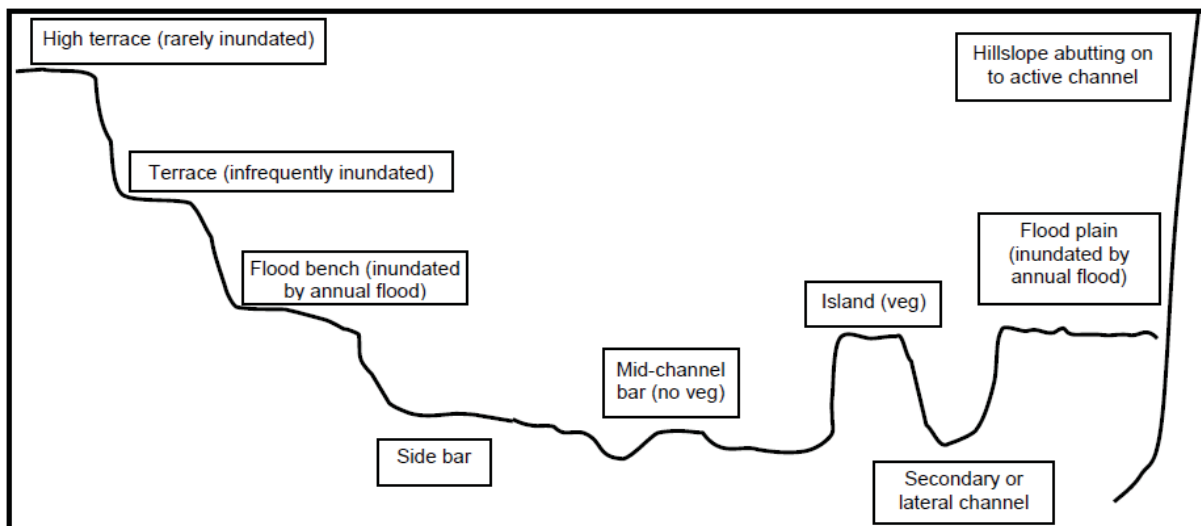 High terrace (rarely inundated)
Hillslope abutting on
to active channel
Terrace (infrequently inundated)
Flood plain
(inundated by
annual flood)
Flood bench (inundated
by annual flood)
Island (veg)
Mid-channel
bar (no veg)
Side bar
Secondary or
lateral channel